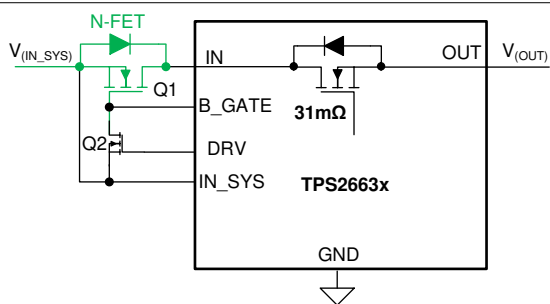 N-FET
V(IN_SYS)
IN
OUT
V(OUT)
Q1
B_GATE
31mΩ
Q2
DRV
IN_SYS
TPS2663x
GND